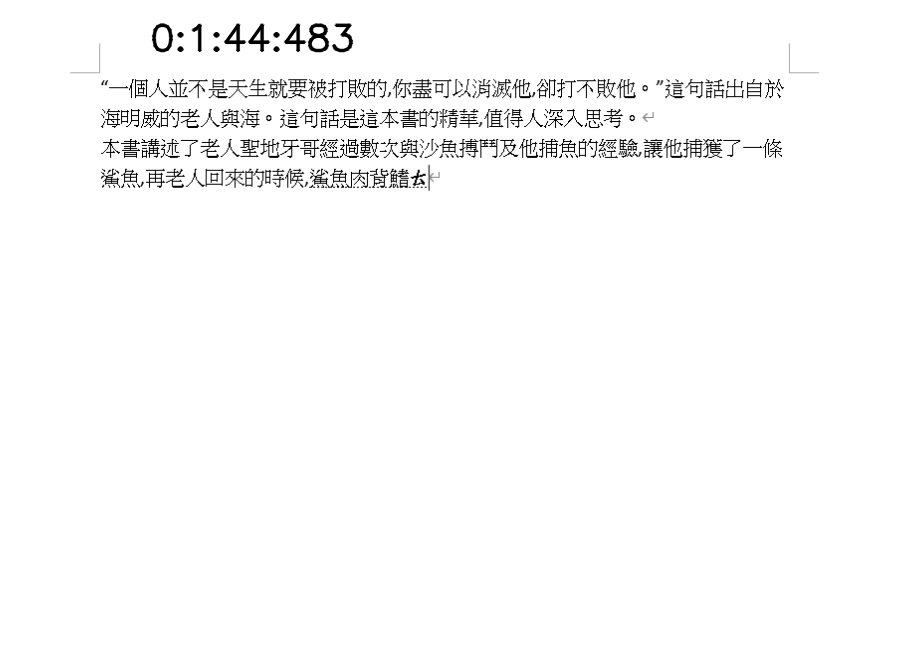 0:1:44:483
“一個人並不是天生就要被打敗的,你盡可以消滅他,卻打不敗他。”這句話出自於
海明威的老人與海。這句話是這本書的精華,值得人深入思考。
本書講述了老人聖地牙哥經過數次與沙魚搏鬥及他捕魚的經驗,讓他捕獲了一條
鯊魚,再老人回來的時候,鯊魚肉背鰭ㄊ